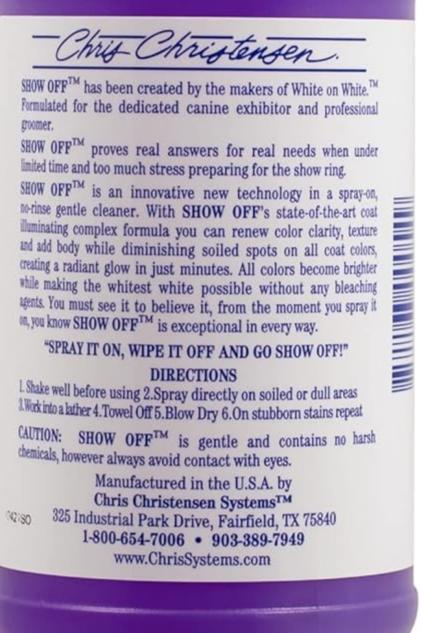 Chris Christensen.
SHOW OFF™ has been created by the makers of White on White.™
Formulated for the dedicated canine exhibitor and professional
groomer.
SHOW OFF™ proves real answers for real needs when under
limited time and too much stress preparing for the show ring.
SHOW OFF™ is an innovative new technology in a spray-on,
no-rinse gentle cleaner. With SHOW OFF's state-of-the-art coat
illuminating complex formula you can renew color clarity, texture
and add body while diminishing soiled spots on all coat colors,
creating a radiant glow in just minutes. All colors become brighter
while making the whitest white possible without any bleaching
agents. You must see it to believe it, from the moment you spray it
on, you know SHOW OFF™ is exceptional in every way.
"SPRAY IT ON, WIPE IT OFF AND GO SHOW OFF!"
DIRECTIONS
1. Shake well before using 2.Spray directly on soiled or dull areas
3.Work into a lather 4.Towel Off 5.Blow Dry 6.On stubborn stains repeat
CAUTION: SHOW OFF™ is gentle and contains no harsh
chemicals, however always avoid contact with eyes.
Manufactured in the U.S.A. by
Chris Christensen Systems™
325 Industrial Park Drive, Fairfield, TX 75840
1-800-654-7006 • 903-389-7949
www.ChrisSystems.com